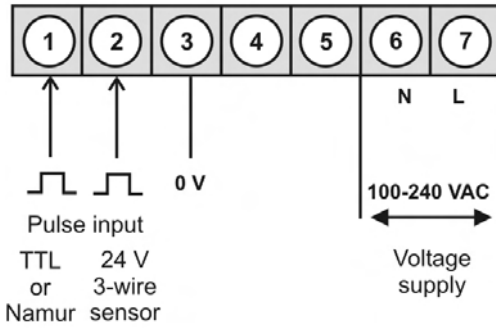 1 2 3 4 5 6 7
N L
0 V
100-240 VAC
Pulse input
Voltage
supply
TTL
or
Namur
24 V
3-wire
sensor